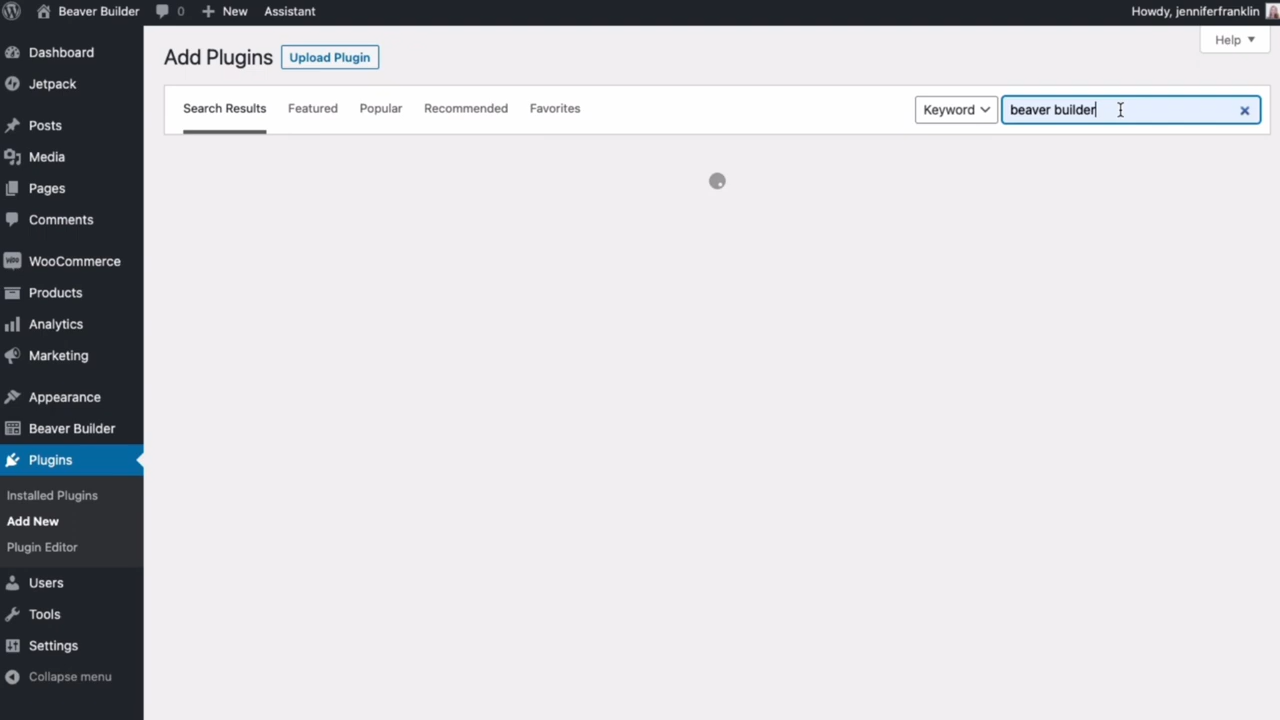 Beaver Builder 0 New Assistant Howdy, jenniferfranklin
Dashboard
Jetpack
Posts
Media
Pages
Comments
WooCommerce
Products
Analytics
Marketing
Appearance
Beaver Builder
Plugins
Installed Plugins
Add New
Plugin Editor
Users
Tools
Settings
Collapse menu
Help
Add Plugins Upload Plugin
Search Results Featured Popular Recommended Favorites Keyword beaver builder